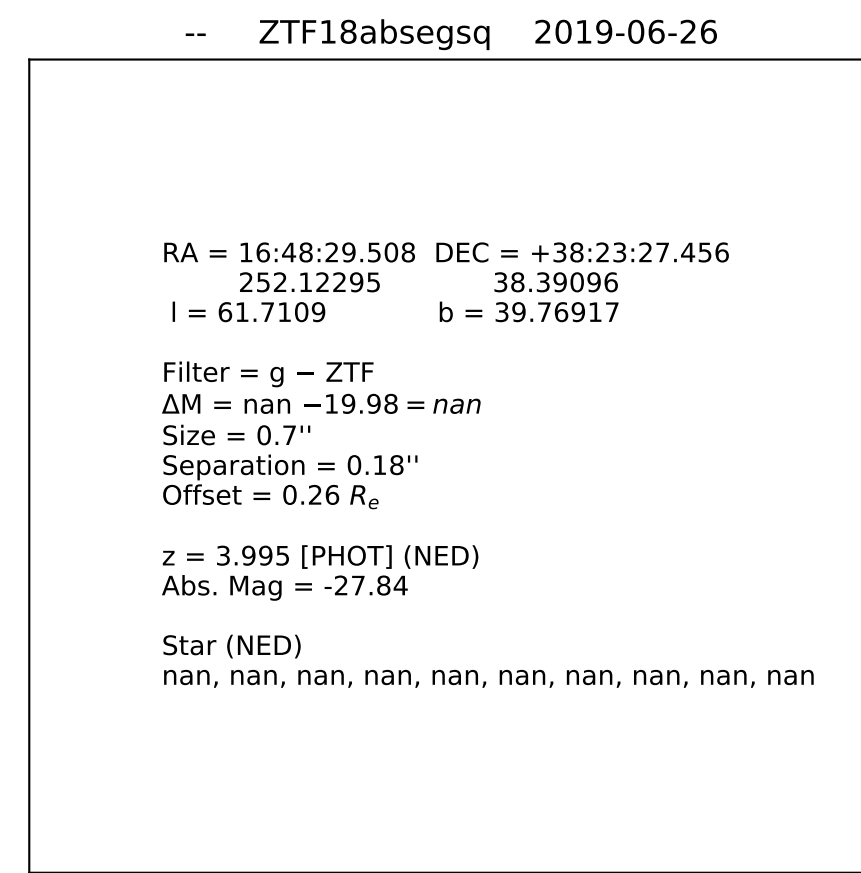 -- ZTF18absegsq 2019-06-26
RA = 16:48:29.508 DEC = +38:23:27.456
252.12295 38.39096
l = 61.7109 b = 39.76917
Filter = g − ZTF
ΔM = nan −19.98 = nan
Size = 0.7''
Separation = 0.18''
Offset = 0.26 Rₑ
z = 3.995 [PHOT] (NED)
Abs. Mag = -27.84
Star (NED)
nan, nan, nan, nan, nan, nan, nan, nan, nan, nan